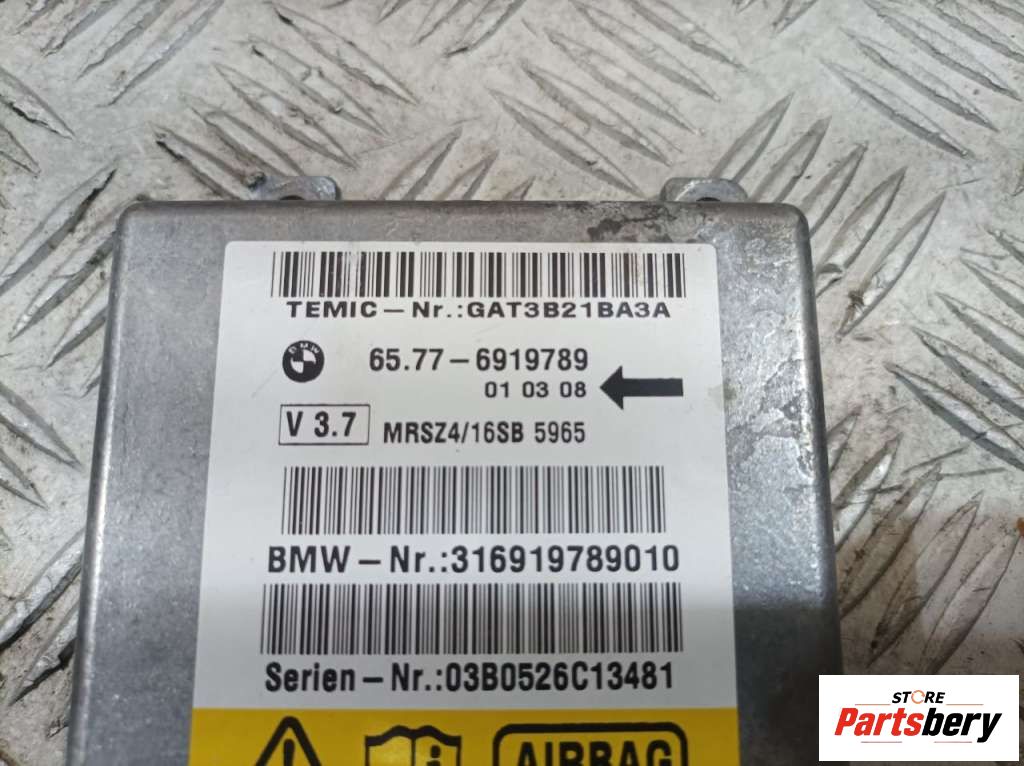 TEMIC-Nr.:GAT3B21BA3A
BMW
65.77-6919789
01 03 08
V 3.7
MRSZ4/16SB 5965
BMW-Nr.:316919789010
Serien-Nr.:03B0526C13481
AIRBAG
STORE
Partsbery